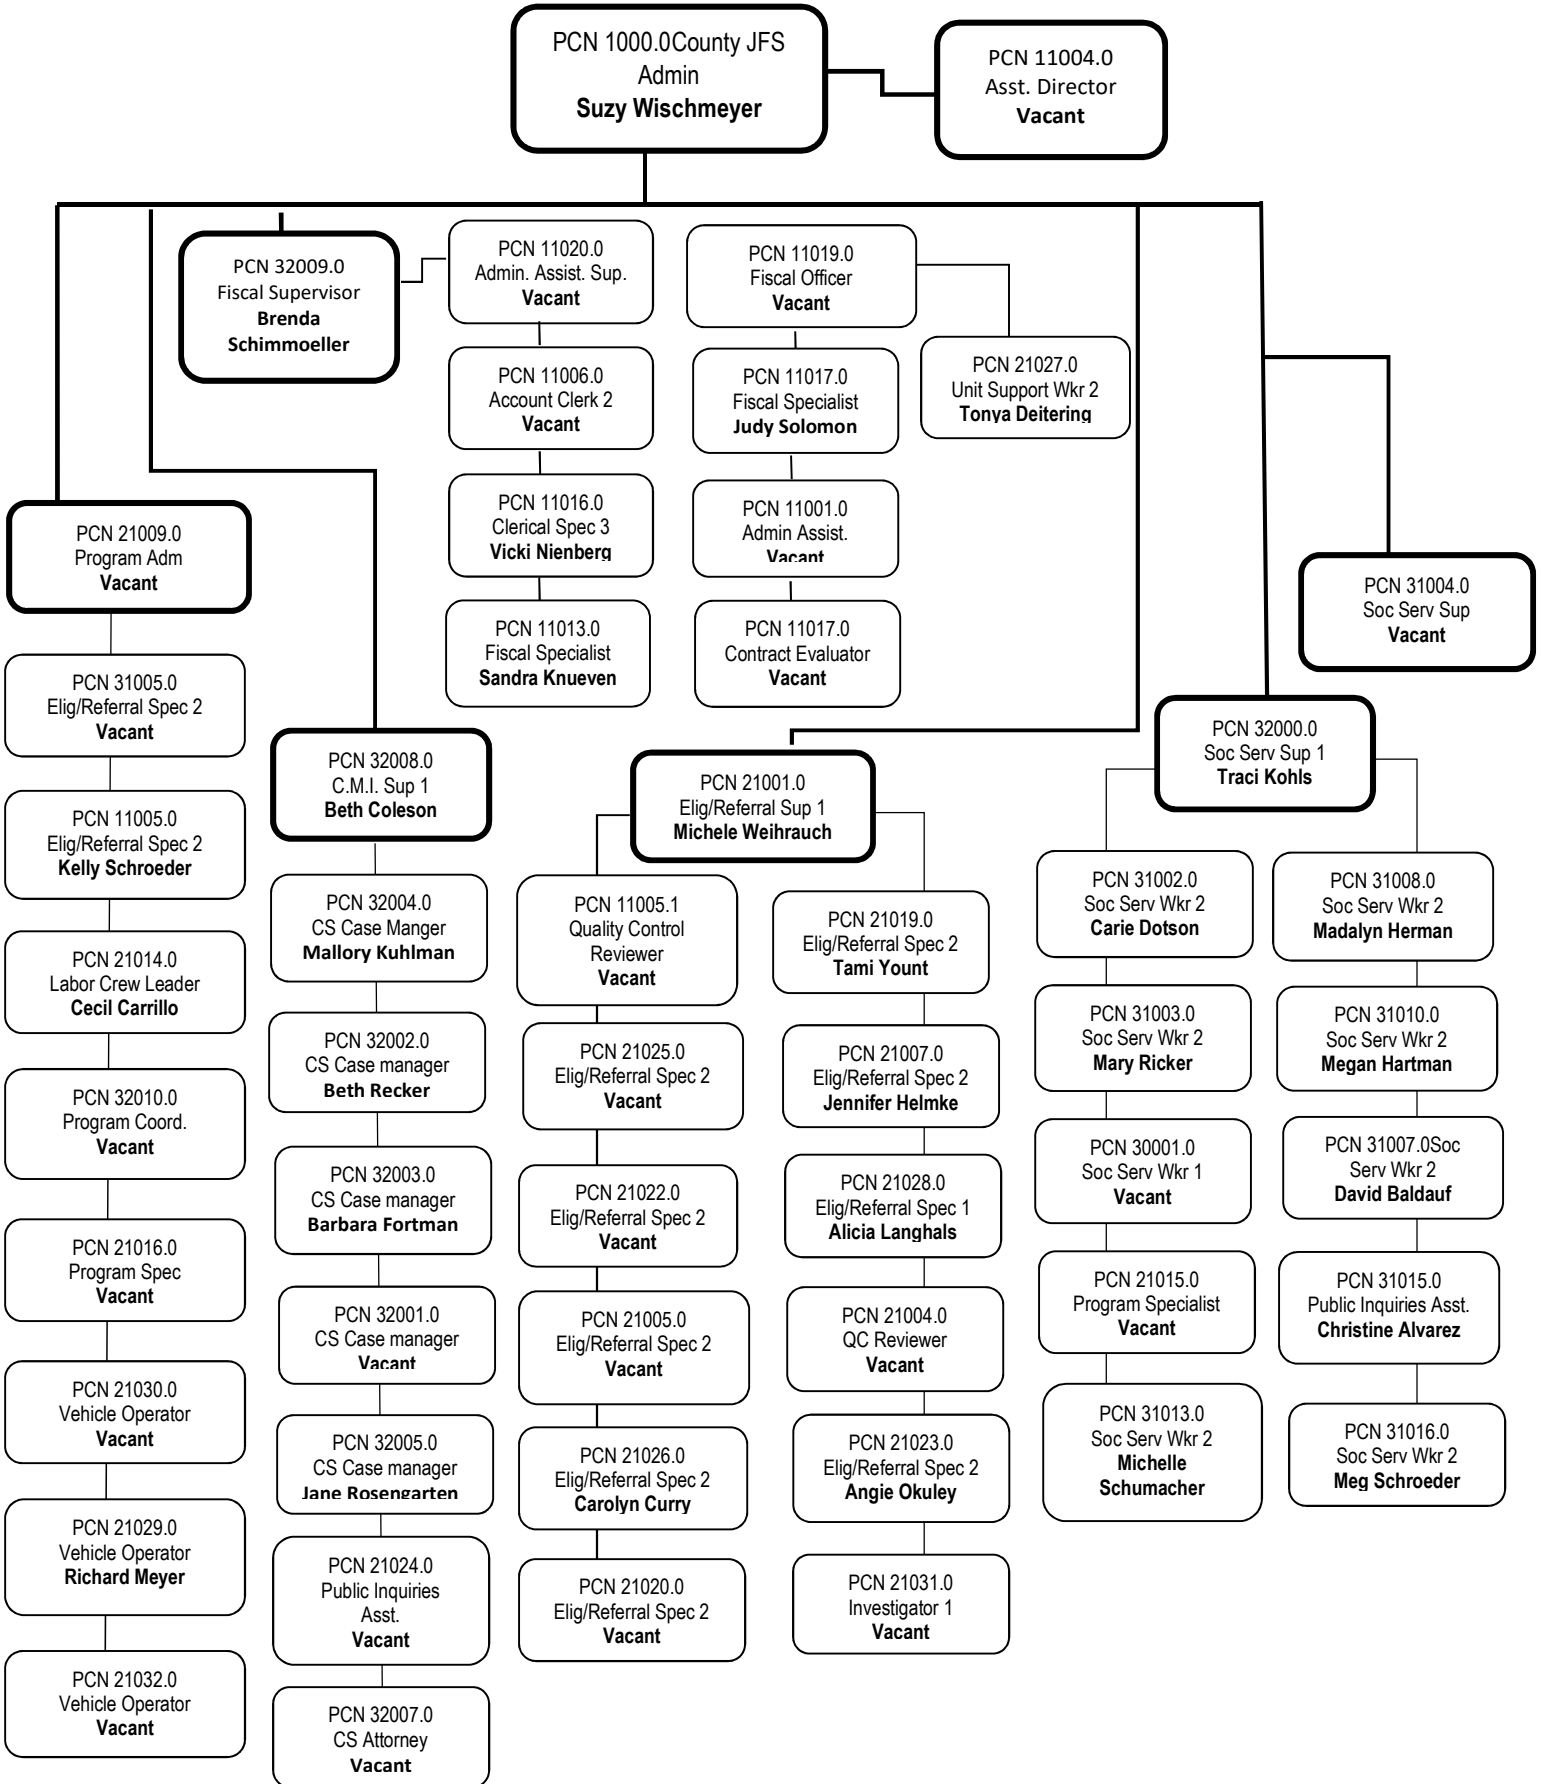 PCN 1000.0County JFS
Admin
Suzy Wischmeyer
PCN 11004.0
Asst. Director
Vacant
PCN 32009.0
Fiscal Supervisor
Brenda
Schimmoeller
PCN 11020.0
Admin. Assist. Sup.
Vacant
PCN 11006.0
Account Clerk 2
Vacant
PCN 11016.0
Clerical Spec 3
Vicki Nienberg
PCN 11013.0
Fiscal Specialist
Sandra Knueven
PCN 11019.0
Fiscal Officer
Vacant
PCN 11017.0
Fiscal Specialist
Judy Solomon
PCN 11001.0
Admin Assist.
Vacant
PCN 11017.0
Contract Evaluator
Vacant
PCN 21027.0
Unit Support Wkr 2
Tonya Deitering
PCN 21009.0
Program Adm
Vacant
PCN 31005.0
Elig/Referral Spec 2
Vacant
PCN 11005.0
Elig/Referral Spec 2
Kelly Schroeder
PCN 21014.0
Labor Crew Leader
Cecil Carrillo
PCN 32010.0
Program Coord.
Vacant
PCN 21016.0
Program Spec
Vacant
PCN 21030.0
Vehicle Operator
Vacant
PCN 21029.0
Vehicle Operator
Richard Meyer
PCN 21032.0
Vehicle Operator
Vacant
PCN 32008.0
C.M.I. Sup 1
Beth Coleson
PCN 32004.0
CS Case Manger
Mallory Kuhlman
PCN 32002.0
CS Case manager
Beth Recker
PCN 32003.0
CS Case manager
Barbara Fortman
PCN 32001.0
CS Case manager
Vacant
PCN 32005.0
CS Case manager
Jane Rosengarten
PCN 21024.0
Public Inquiries
Asst.
Vacant
PCN 32007.0
CS Attorney
Vacant
PCN 21001.0
Elig/Referral Sup 1
Michele Weihrauch
PCN 11005.1
Quality Control
Reviewer
Vacant
PCN 21025.0
Elig/Referral Spec 2
Vacant
PCN 21022.0
Elig/Referral Spec 2
Vacant
PCN 21005.0
Elig/Referral Spec 2
Vacant
PCN 21026.0
Elig/Referral Spec 2
Carolyn Curry
PCN 21020.0
Elig/Referral Spec 2
Vacant
PCN 21019.0
Elig/Referral Spec 2
Tami Yount
PCN 21007.0
Elig/Referral Spec 2
Jennifer Helmke
PCN 21028.0
Elig/Referral Spec 1
Alicia Langhals
PCN 21004.0
QC Reviewer
Vacant
PCN 21023.0
Elig/Referral Spec 2
Angie Okuley
PCN 21031.0
Investigator 1
Vacant
PCN 31004.0
Soc Serv Sup
Vacant
PCN 32000.0
Soc Serv Sup 1
Traci Kohls
PCN 31002.0
Soc Serv Wkr 2
Carie Dotson
PCN 31003.0
Soc Serv Wkr 2
Mary Ricker
PCN 30001.0
Soc Serv Wkr 1
Vacant
PCN 21015.0
Program Specialist
Vacant
PCN 31013.0
Soc Serv Wkr 2
Michelle
Schumacher
PCN 31008.0
Soc Serv Wkr 2
Madalyn Herman
PCN 31010.0
Soc Serv Wkr 2
Megan Hartman
PCN 31007.0Soc
Serv Wkr 2
David Baldauf
PCN 31015.0
Public Inquiries Asst.
Christine Alvarez
PCN 31016.0
Soc Serv Wkr 2
Meg Schroeder